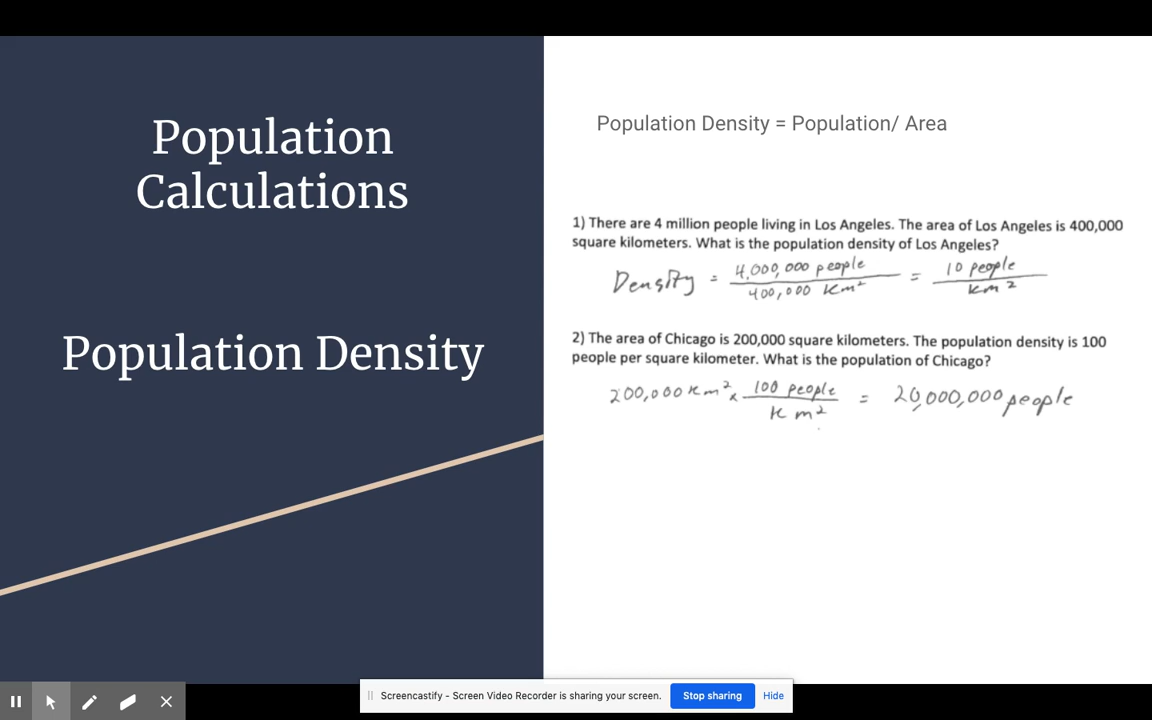 Population
Calculations
Population Density
Population Density = Population/ Area
1) There are 4 million people living in Los Angeles. The area of Los Angeles is 400,000
square kilometers. What is the population density of Los Angeles?
Density = 4,000,000 people / 400,000 Km² = 10 people / Km²
2) The area of Chicago is 200,000 square kilometers. The population density is 100
people per square kilometer. What is the population of Chicago?
200,000 Km² x 100 people / Km² = 20,000,000 people
Screencastify - Screen Video Recorder is sharing your screen. Stop sharing Hide